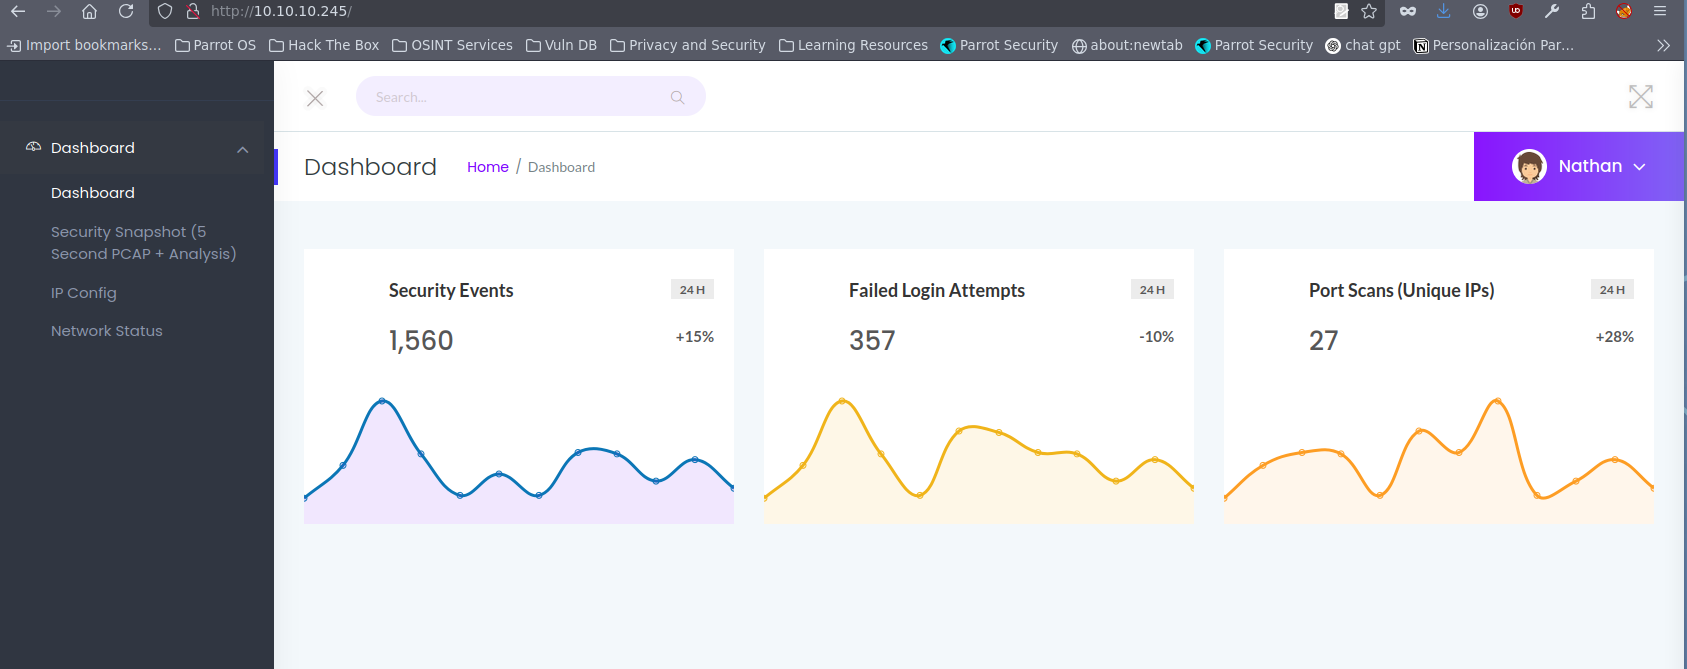 http://10.10.10.245/
Import bookmarks... Parrot OS Hack The Box OSINT Services Vuln DB Privacy and Security Learning Resources Parrot Security about:newtab Parrot Security chat gpt Personalización Par...
Search...
Dashboard
Dashboard
Security Snapshot (5
Second PCAP + Analysis)
IP Config
Network Status
Dashboard Home / Dashboard
Nathan
Security Events 24 H
1,560 +15%
Failed Login Attempts 24 H
357 -10%
Port Scans (Unique IPs) 24 H
27 +28%